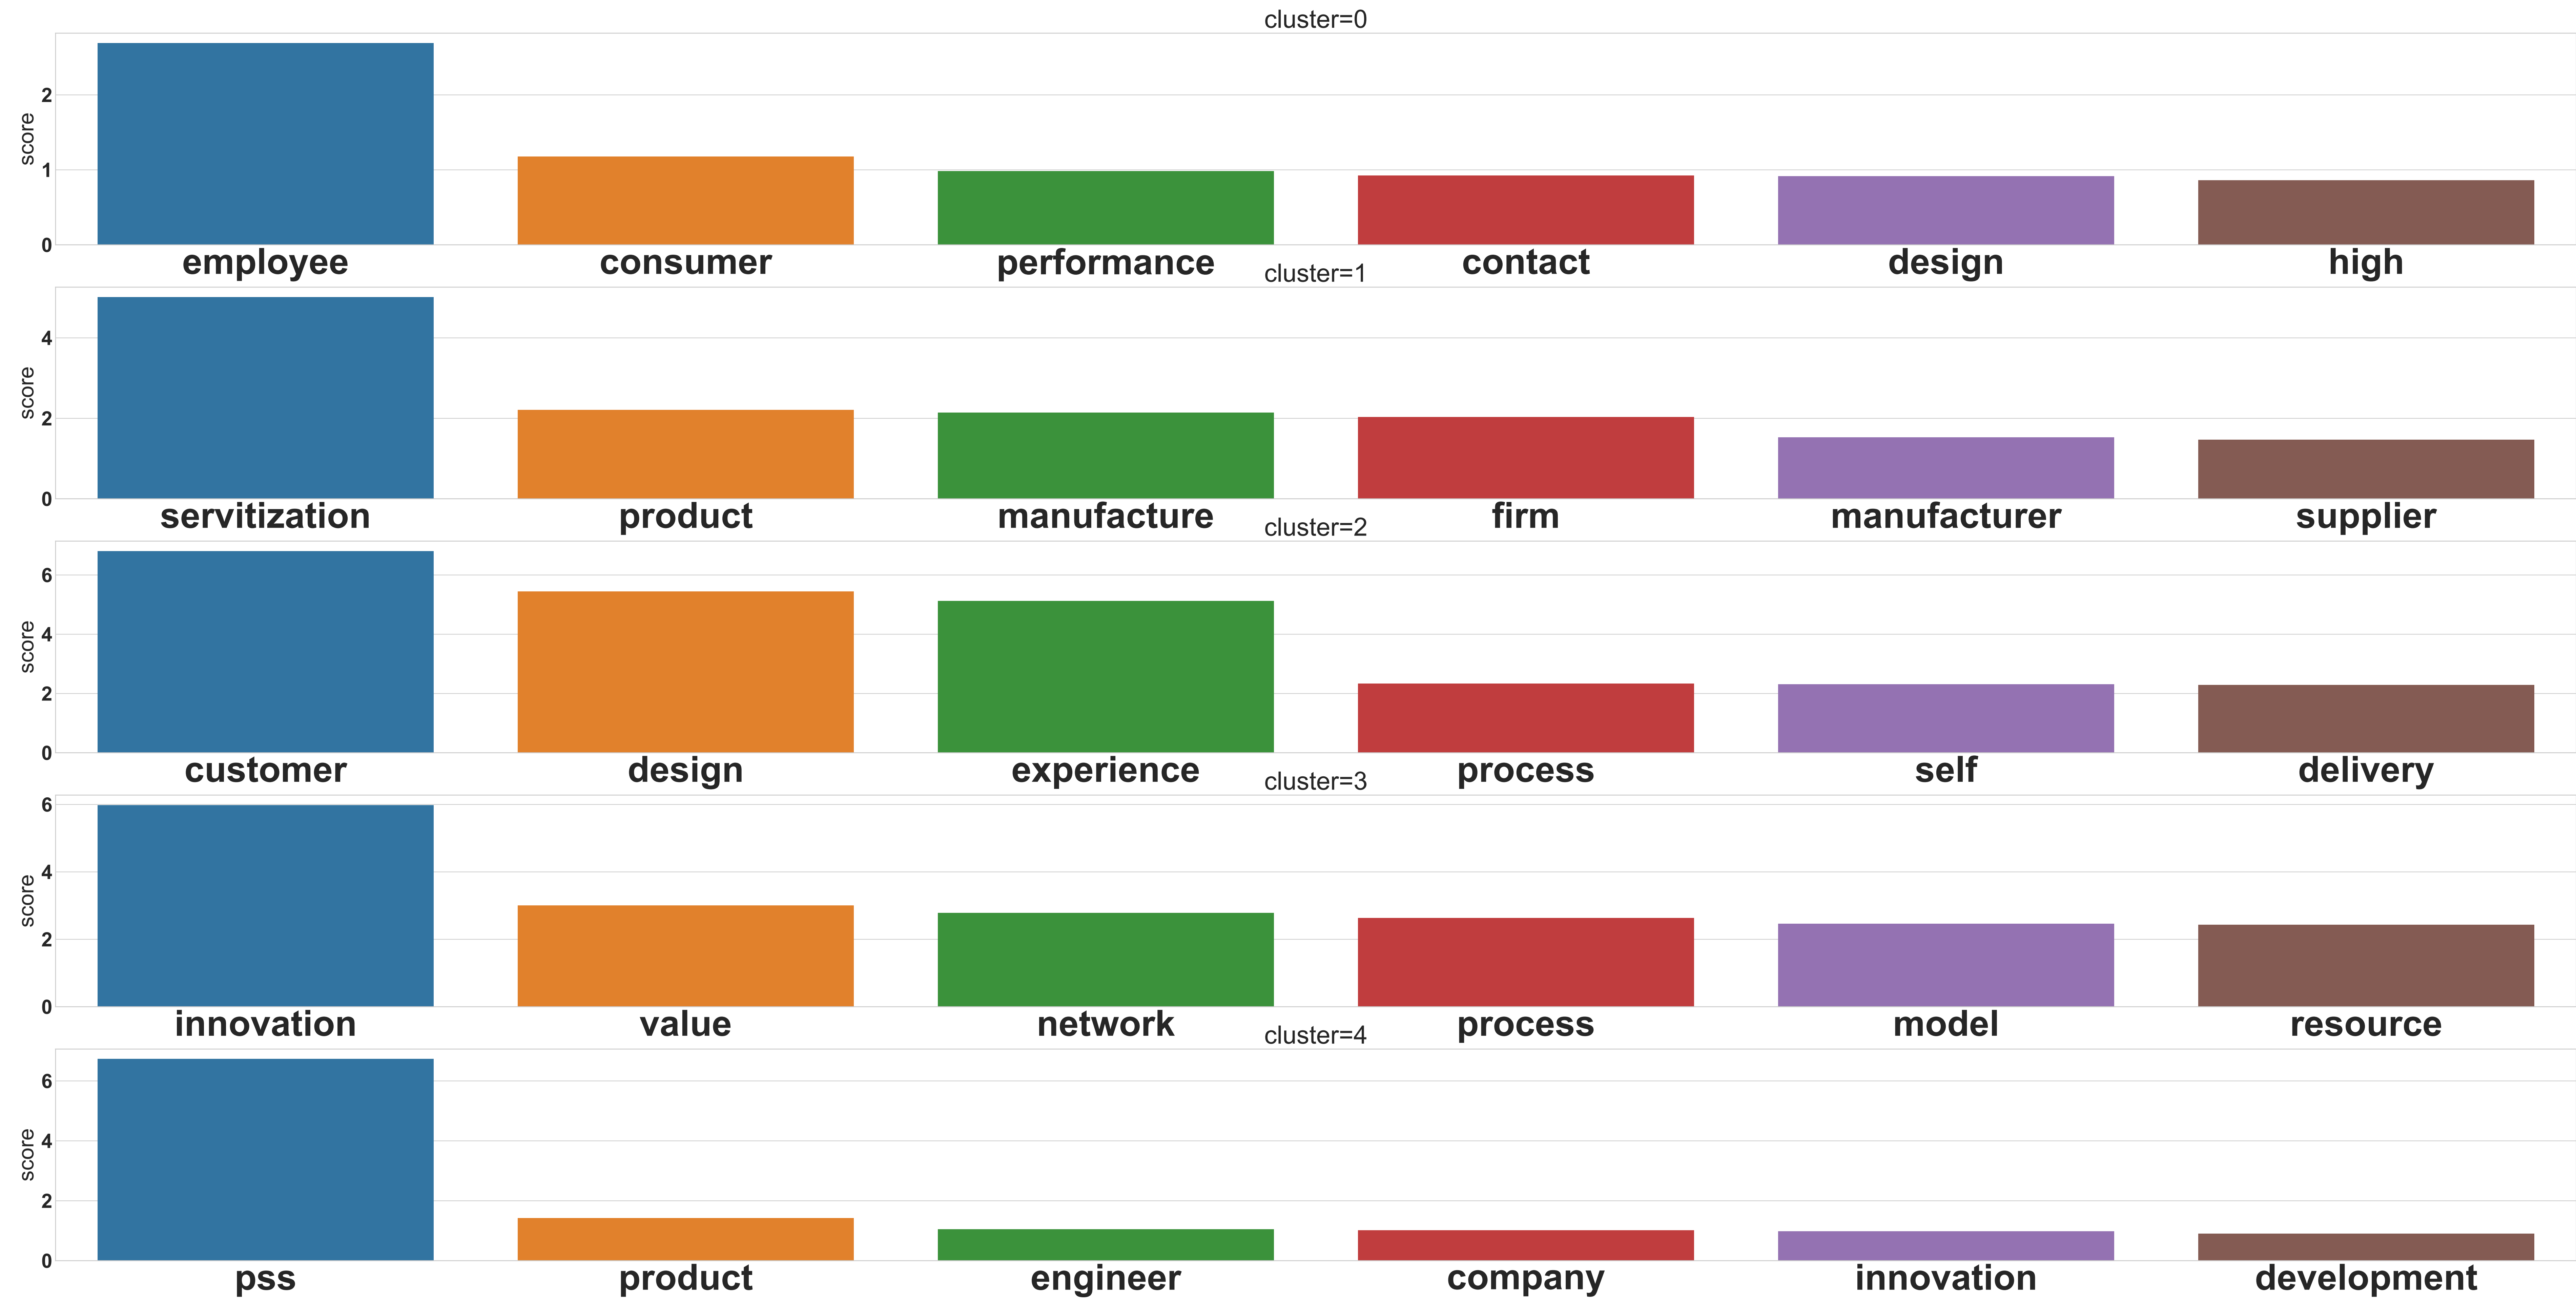 cluster=0
2
1
0
score
employee consumer performance contact design high
cluster=1
4
2
0
score
servitization product manufacture firm manufacturer supplier
cluster=2
6
4
2
0
score
customer design experience process self delivery
cluster=3
6
4
2
0
score
innovation value network process model resource
cluster=4
6
4
2
0
score
pss product engineer company innovation development